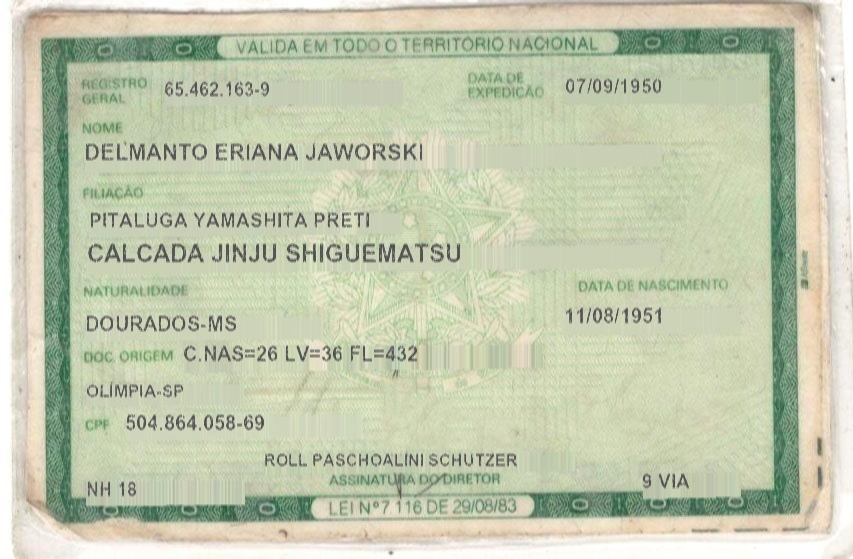 VÁLIDA EM TODO O TERRITÓRIO NACIONAL
REGISTRO GERAL 65.462.163-9 DATA DE EXPEDIÇÃO 07/09/1950
NOME
DELMANTO ERIANA JAWORSKI
FILIAÇÃO
PITALUGA YAMASHITA PRETI
CALCADA JINJU SHIGUEMATSU
NATURALIDADE DATA DE NASCIMENTO
DOURADOS-MS 11/08/1951
DOC. ORIGEM C.NAS=26 LV=36 FL=432
OLÍMPIA-SP
CPF 504.864.058-69
ROLL PASCHOALINI SCHUTZER
ASSINATURA DO DIRETOR
NH 18 9 VIA
LEI Nº 7 116 DE 29/08/83